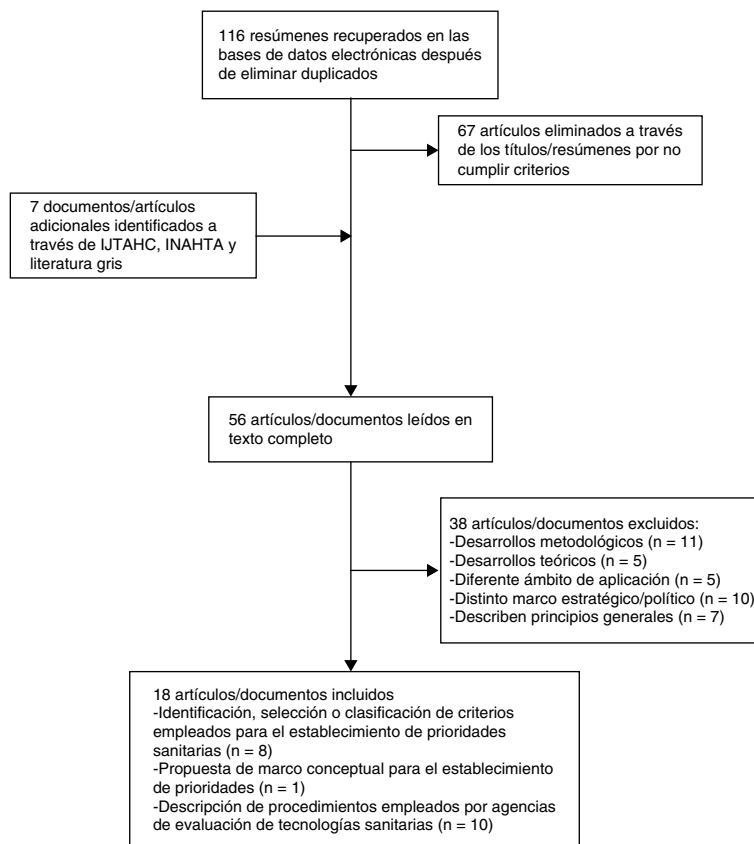 116 resúmenes recuperados en las
bases de datos electrónicas después
de eliminar duplicados
67 artículos eliminados a través
de los títulos/resúmenes por no
cumplir criterios
7 documentos/artículos
adicionales identificados a
través de IJTAHC, INAHTA y
literatura gris
56 artículos/documentos leídos en
texto completo
38 artículos/documentos excluidos:
-Desarrollos metodológicos (n = 11)
-Desarrollos teóricos (n = 5)
-Diferente ámbito de aplicación (n = 5)
-Distinto marco estratégico/político (n = 10)
-Describen principios generales (n = 7)
18 artículos/documentos incluidos
-Identificación, selección o clasificación de criterios
empleados para el establecimiento de prioridades
sanitarias (n = 8)
-Propuesta de marco conceptual para el establecimiento
de prioridades (n = 1)
-Descripción de procedimientos empleados por agencias
de evaluación de tecnologías sanitarias (n = 10)